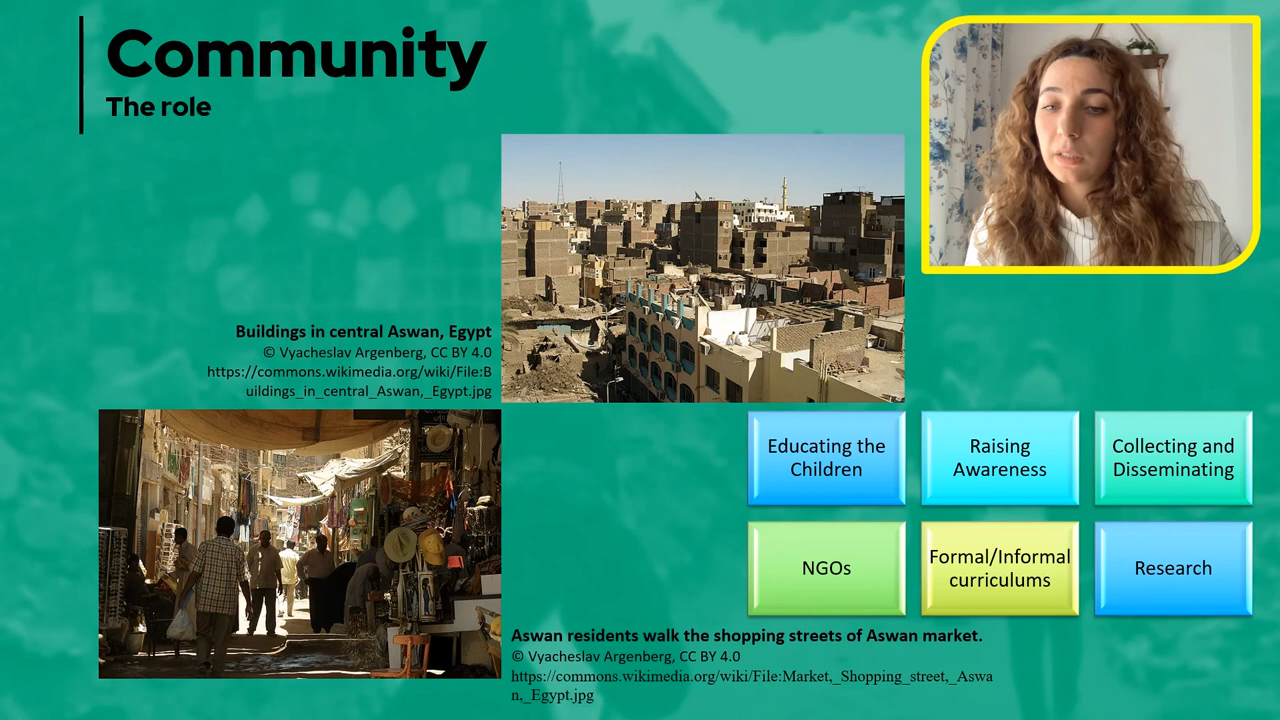 Community
The role
Buildings in central Aswan, Egypt
© Vyacheslav Argenberg, CC BY 4.0
https://commons.wikimedia.org/wiki/File:B
uildings_in_central_Aswan,_Egypt.jpg
Educating the
Children
Raising
Awareness
Collecting and
Disseminating
NGOs
Formal/Informal
curriculums
Research
Aswan residents walk the shopping streets of Aswan market.
© Vyacheslav Argenberg, CC BY 4.0
https://commons.wikimedia.org/wiki/File:Market,_Shopping_street,_Aswa
n,_Egypt.jpg